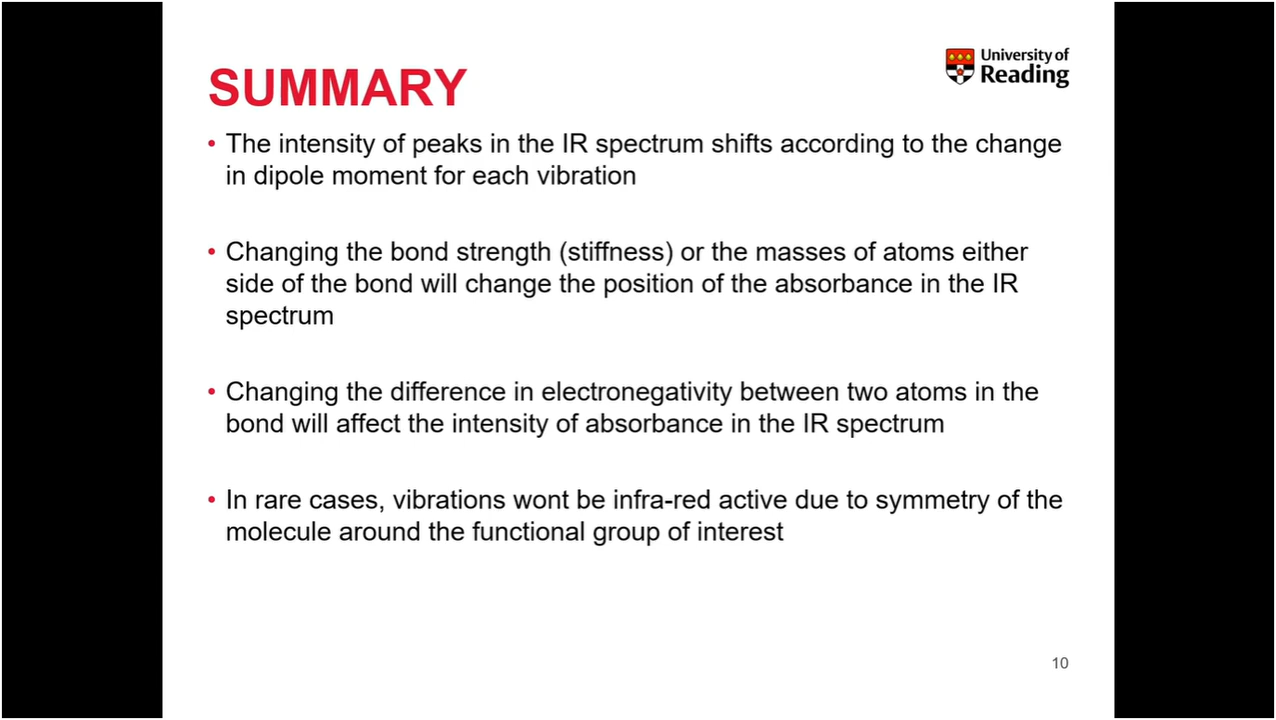 University of
Reading
SUMMARY
• The intensity of peaks in the IR spectrum shifts according to the change
in dipole moment for each vibration
• Changing the bond strength (stiffness) or the masses of atoms either
side of the bond will change the position of the absorbance in the IR
spectrum
• Changing the difference in electronegativity between two atoms in the
bond will affect the intensity of absorbance in the IR spectrum
• In rare cases, vibrations wont be infra-red active due to symmetry of the
molecule around the functional group of interest
10